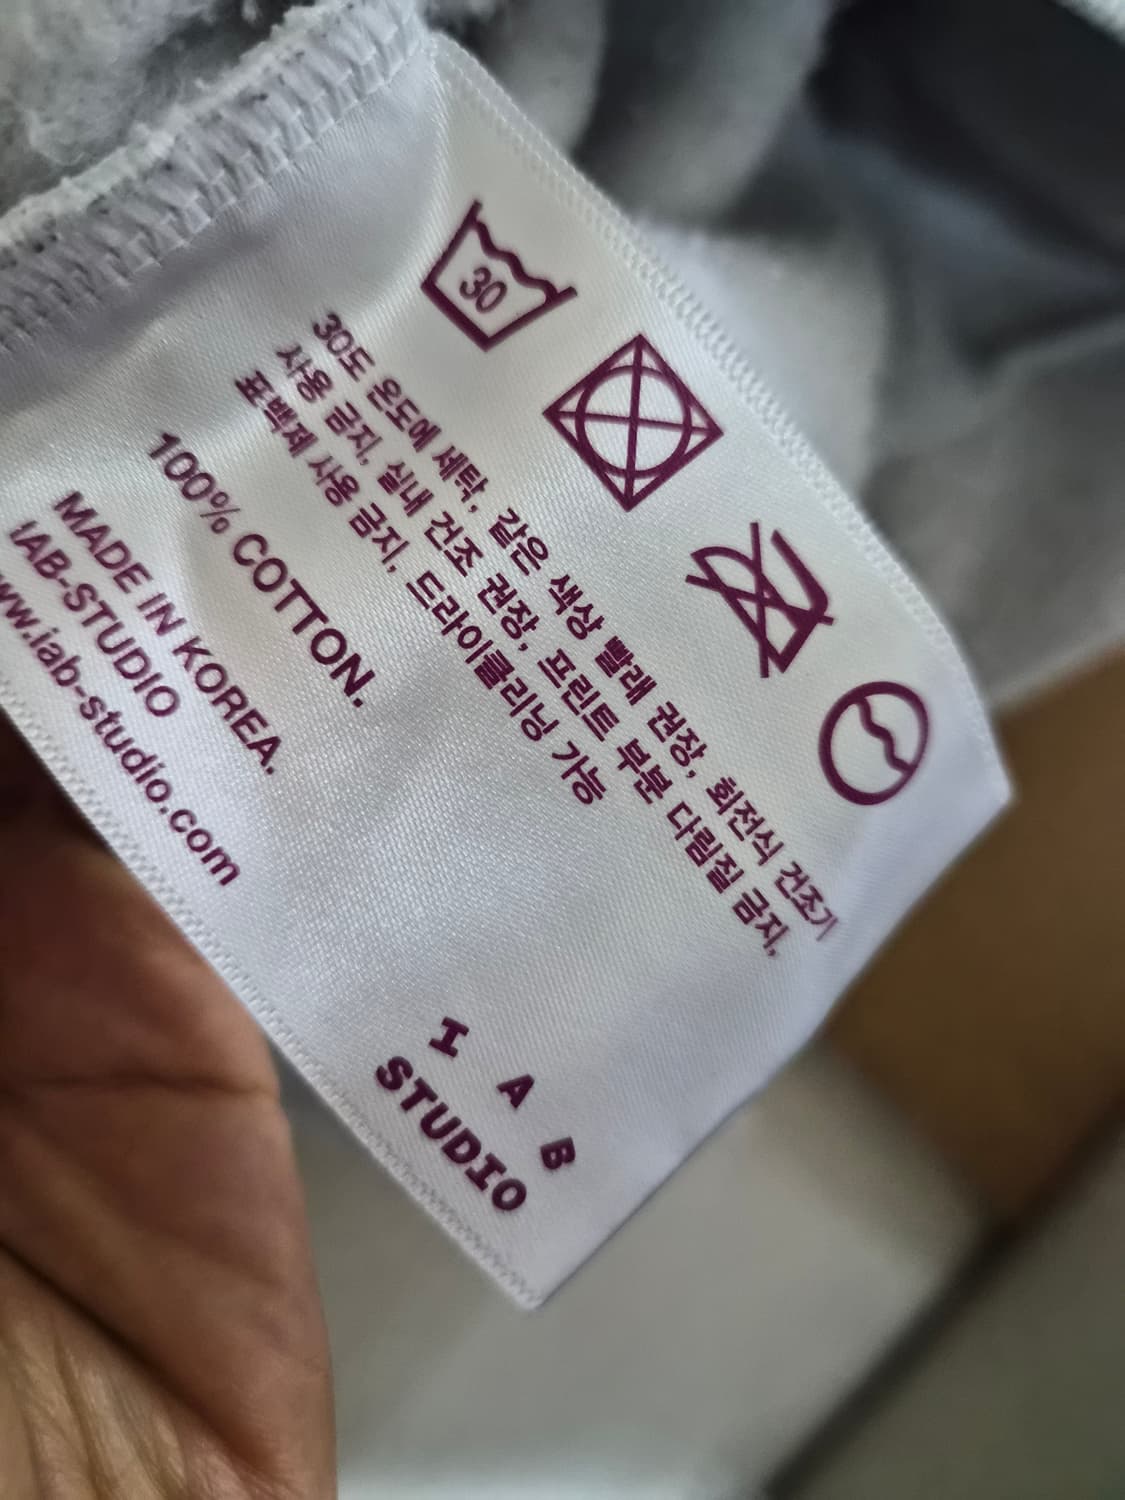 30
30도 온도에 세탁, 같은 색상 빨래 권장, 회전식 건조기
사용 금지, 실내 건조 권장, 프린트 부분 다림질 금지,
표백제 사용 금지, 드라이클리닝 가능
100% COTTON.
MADE IN KOREA.
IAB-STUDIO
www.iab-studio.com
I A B
STUDIO